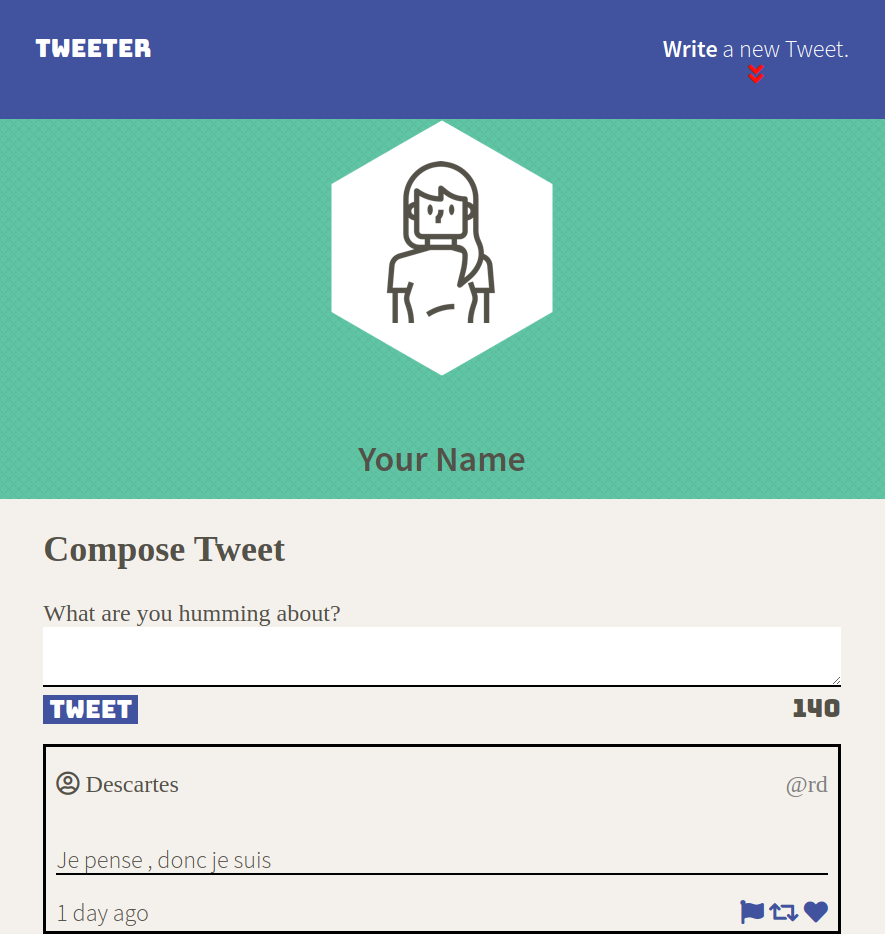 TWEETER
Write a new Tweet.
Your Name
Compose Tweet
What are you humming about?
TWEET
140
Descartes
@rd
Je pense , donc je suis
1 day ago